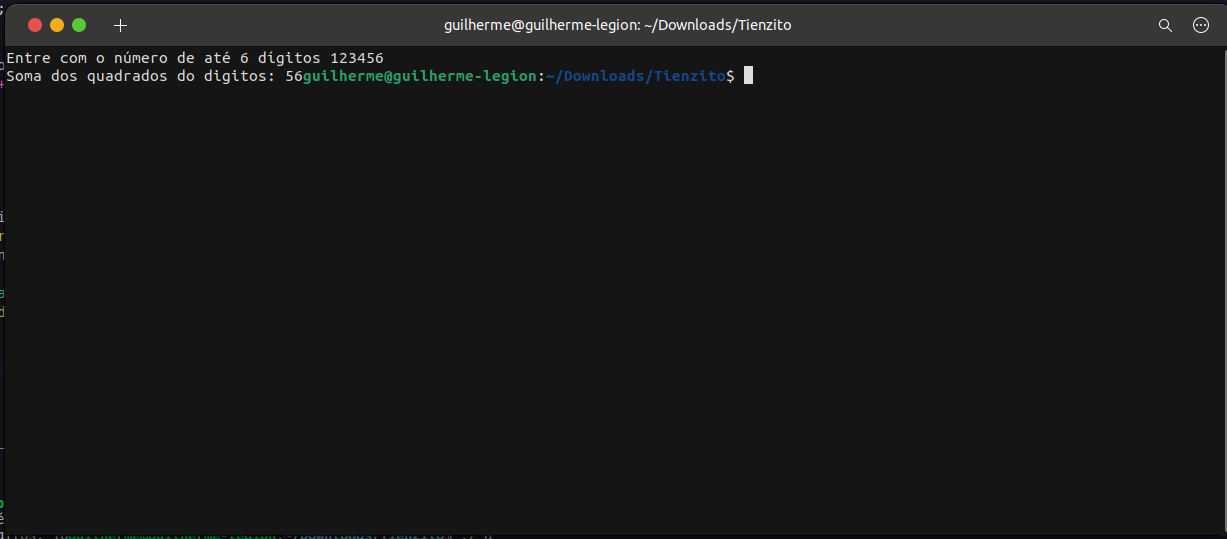 guilherme@guilherme-legion: ~/Downloads/Tienzito
Entre com o número de até 6 dígitos 123456
Soma dos quadrados do digitos: 56guilherme@guilherme-legion:~/Downloads/Tienzito$